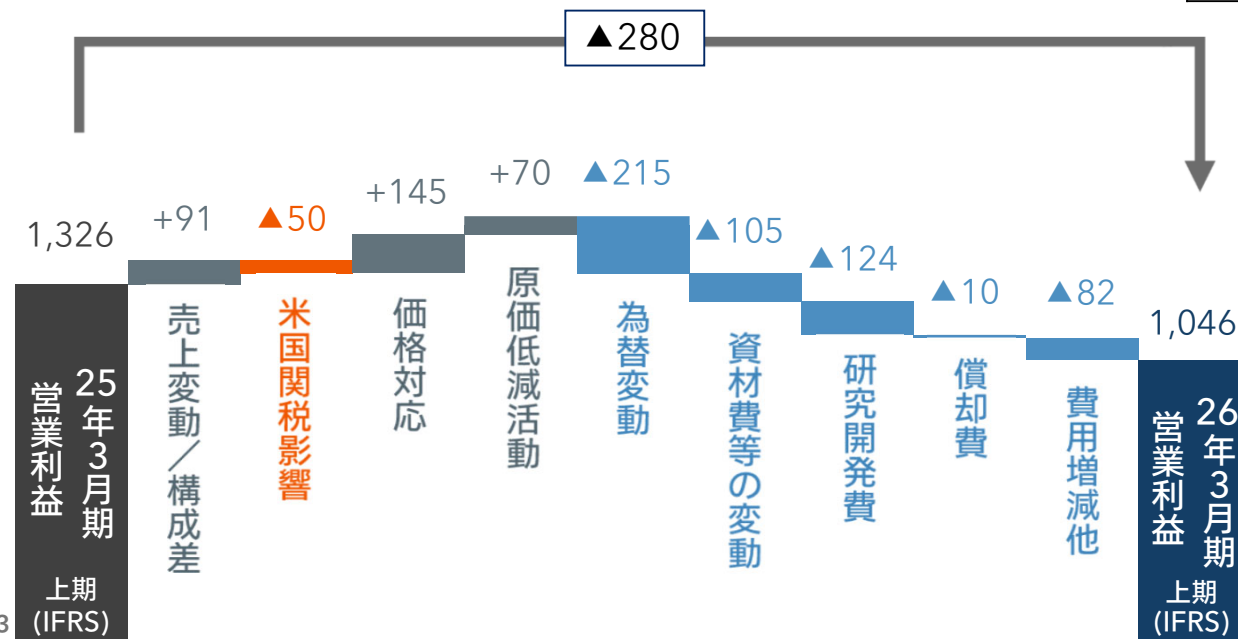 ▲280
1,326
+91
▲50
+145
+70
▲215
▲105
▲124
▲10
▲82
1,046
25年3月期
営業利益
上期
(IFRS)
売上変動／構成差
米国関税影響
価格対応
原価低減活動
為替変動
資材費等の変動
研究開発費
償却費
費用増減他
26年3月期
営業利益
上期
(IFRS)
3